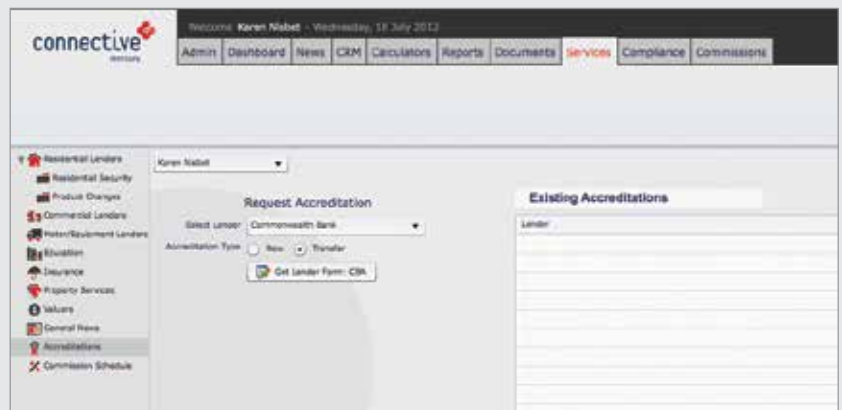 connective
mercury
Welcome Karen Nisbet - Wednesday, 18 July 2012
Admin Dashboard News CRM Calculators Reports Documents Services Compliance Commissions
Residential Lenders
Residential Security
Product Changes
Commercial Lenders
Motor/Equipment Lenders
Education
Insurance
Property Services
Valuers
General News
Accreditations
Commission Schedule
Karen Nisbet
Request Accreditation
Select Lender Commonwealth Bank
Accreditation Type New Transfer
Get Lender Form: CBA
Existing Accreditations
Lender